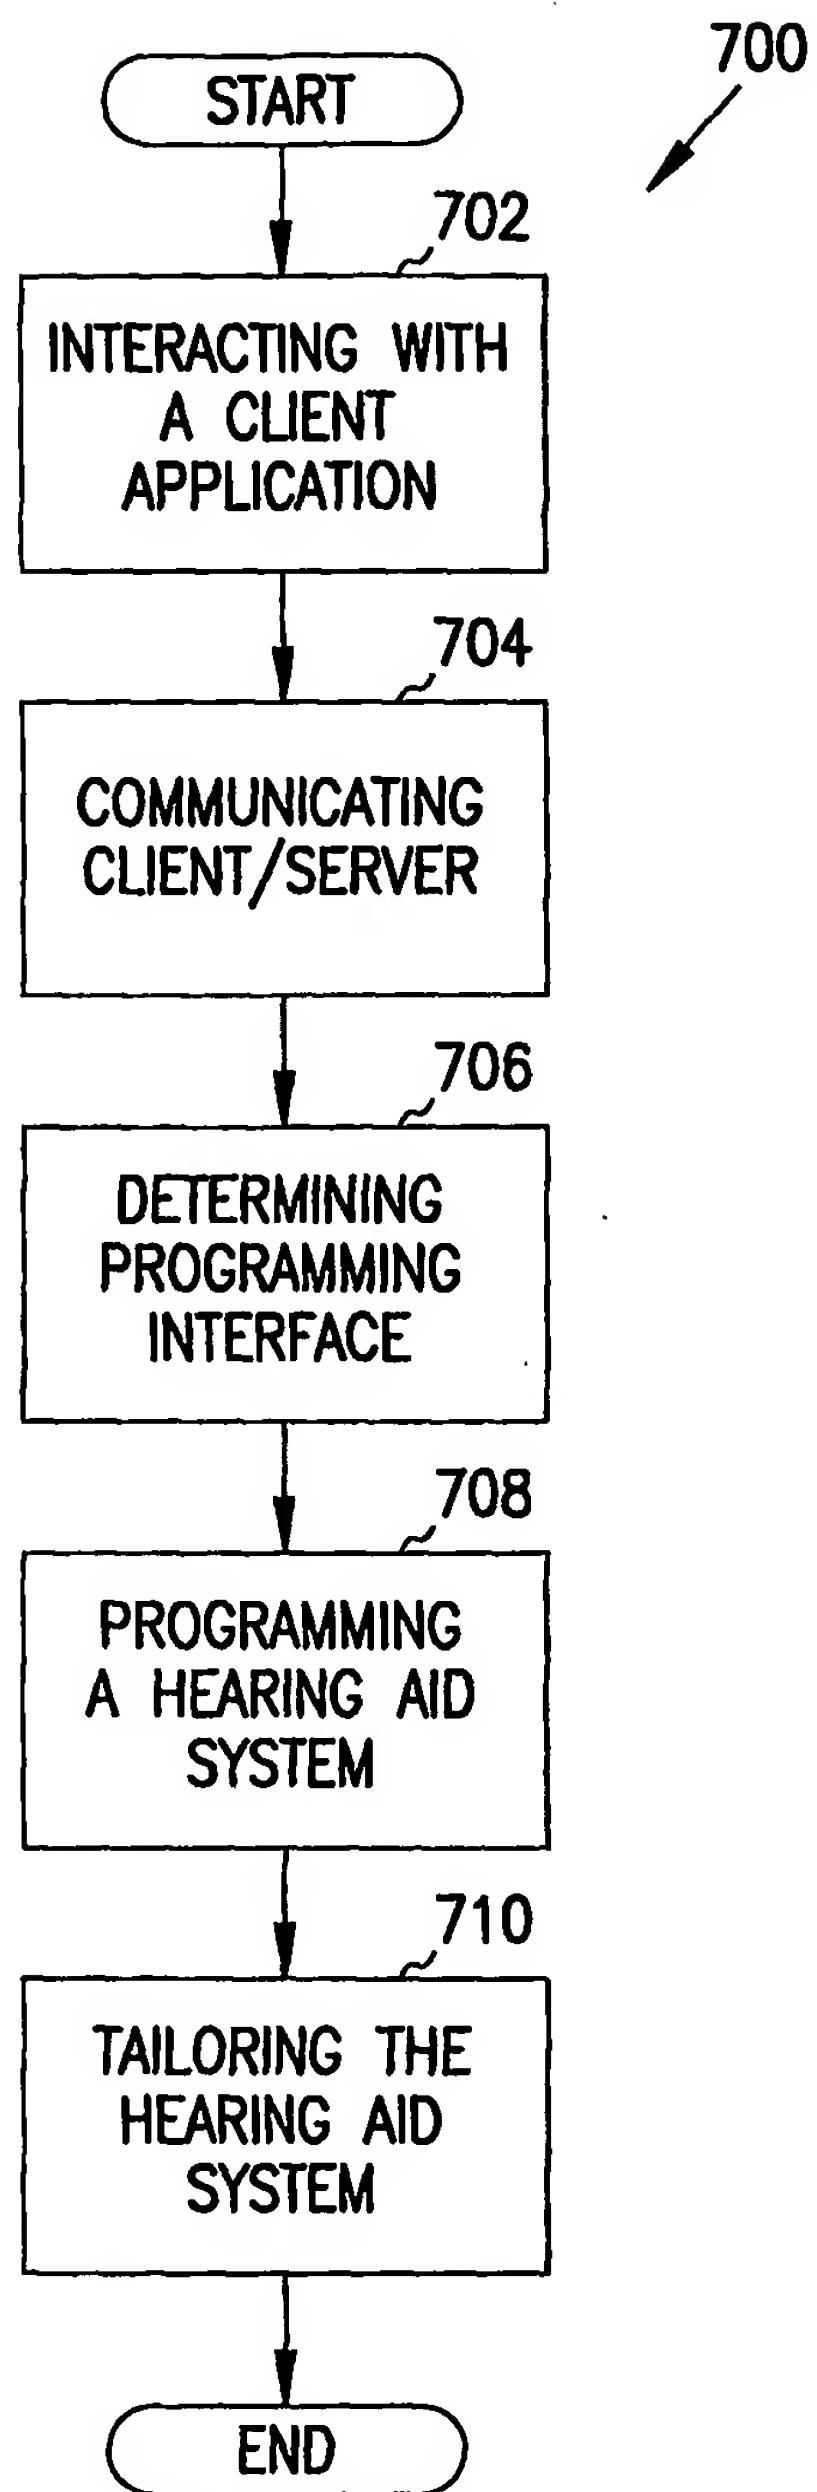 700
START
702
INTERACTING WITH
A CLIENT
APPLICATION
704
COMMUNICATING
CLIENT/SERVER
706
DETERMINING
PROGRAMMING
INTERFACE
708
PROGRAMMING
A HEARING AID
SYSTEM
710
TAILORING THE
HEARING AID
SYSTEM
END